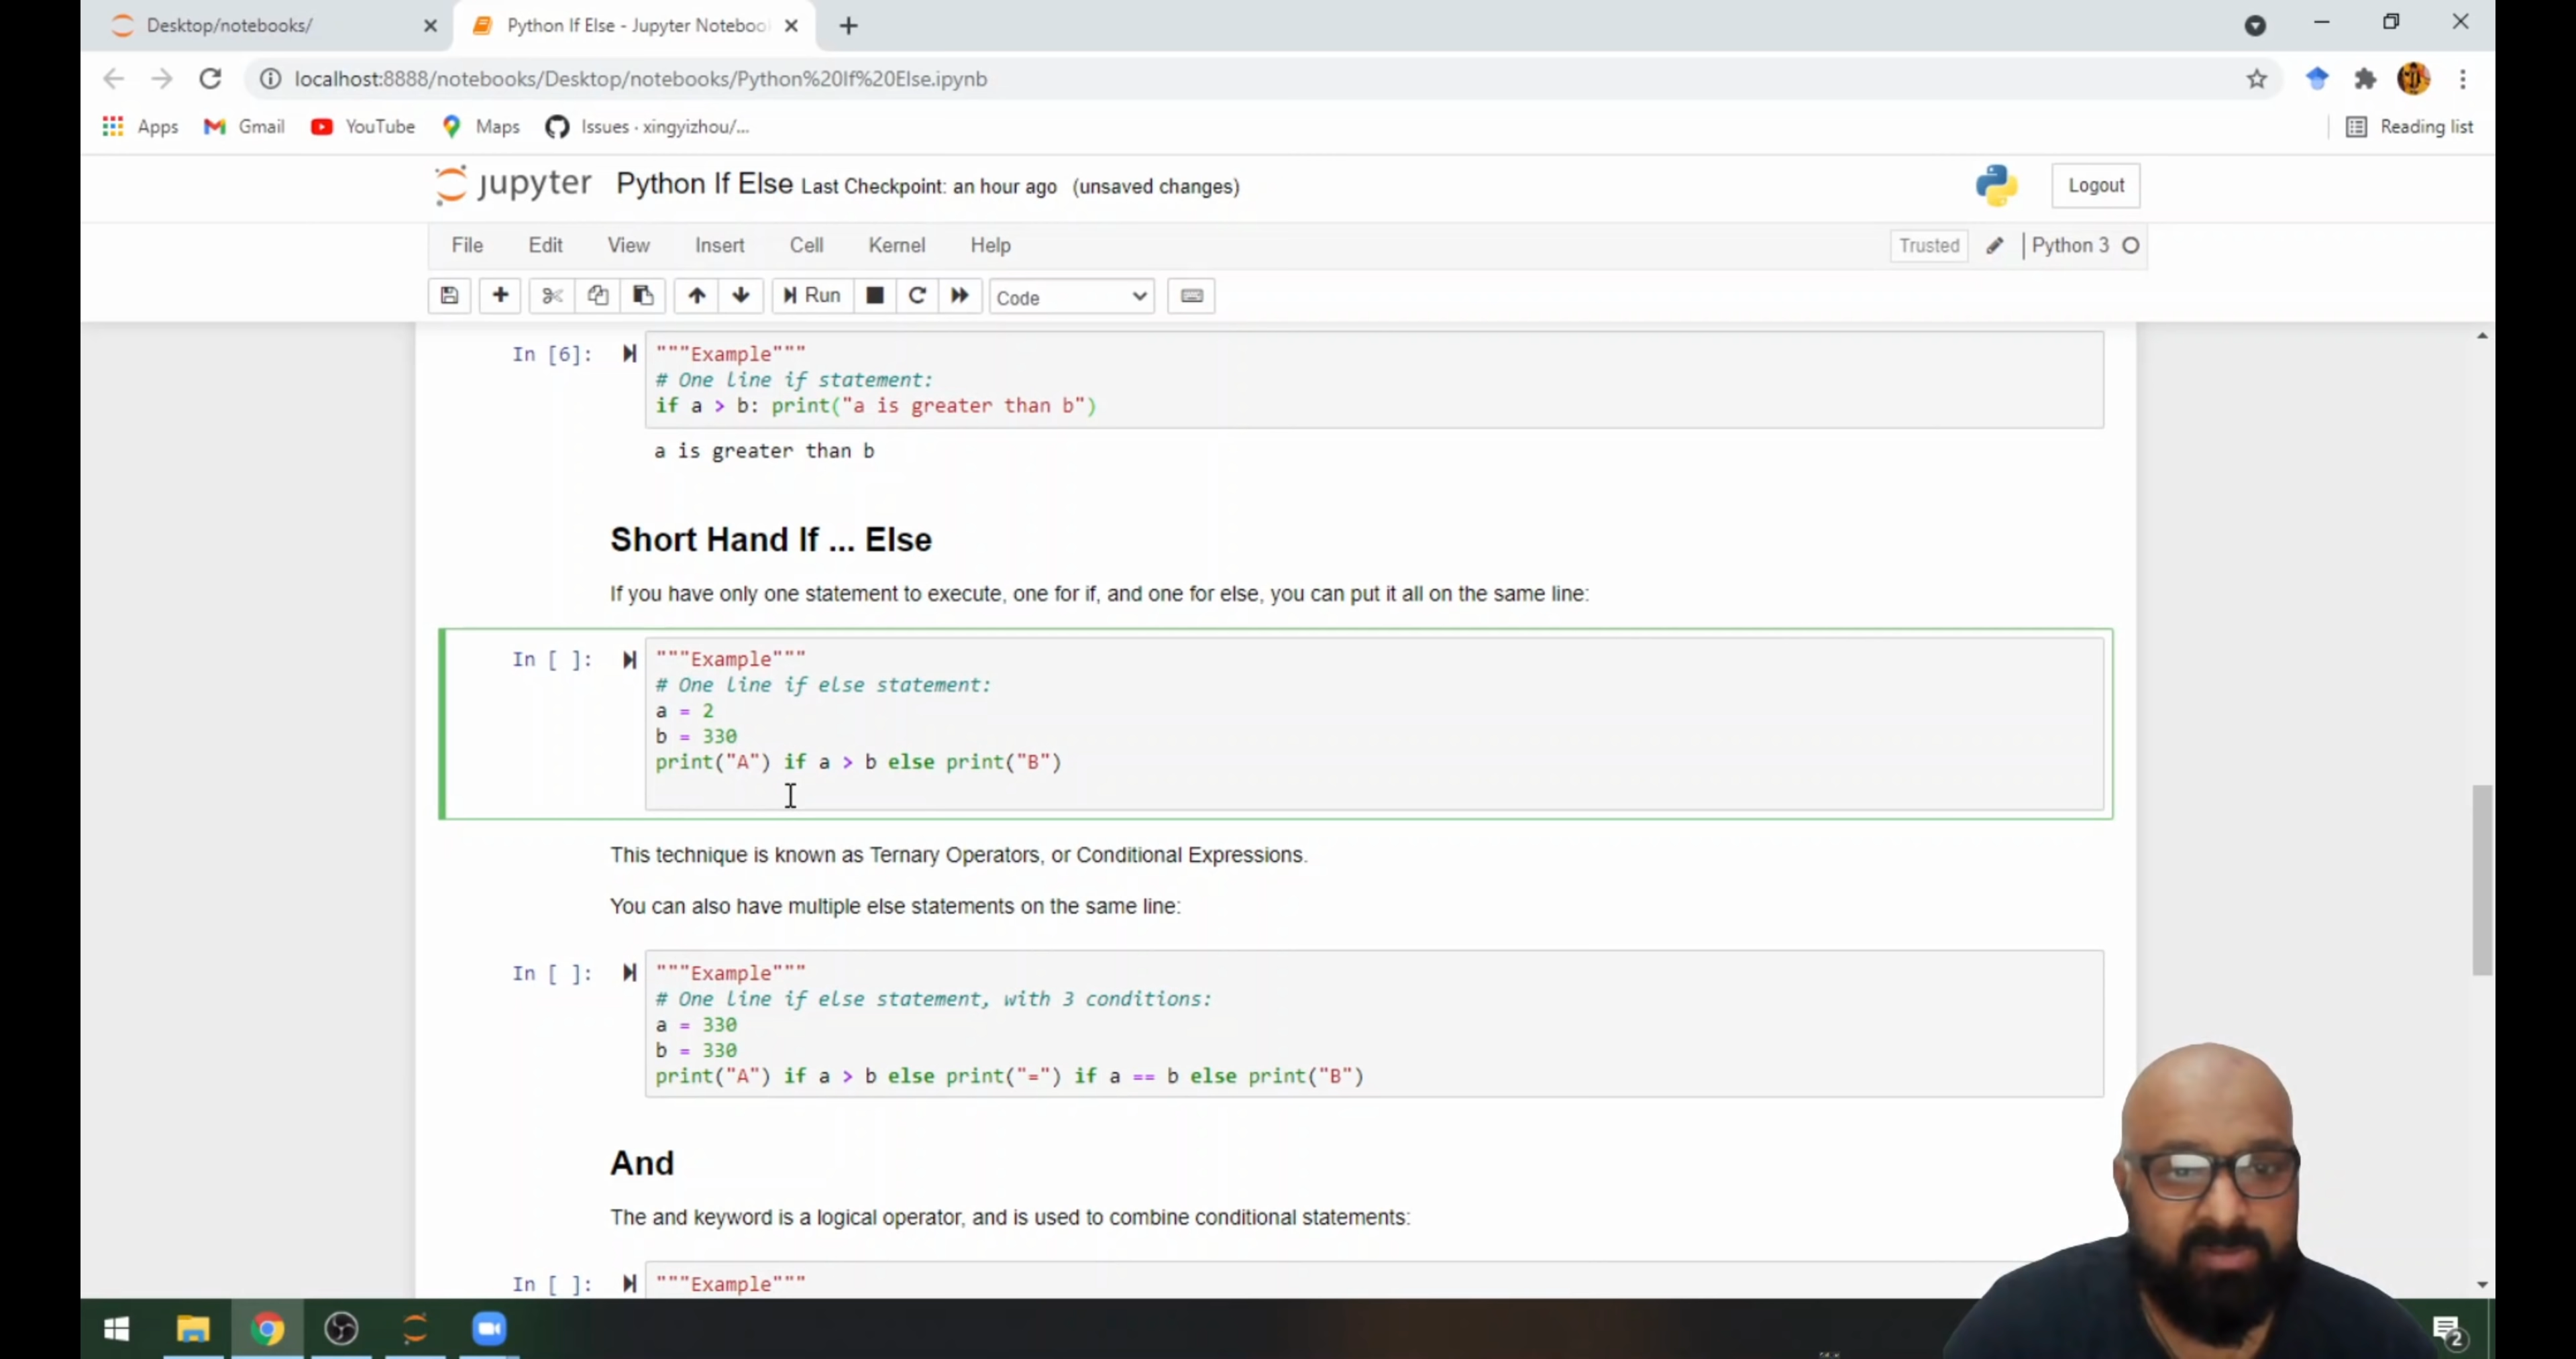 Desktop/notebooks/
Python If Else - Jupyter Noteboo
localhost:8888/notebooks/Desktop/notebooks/Python%20If%20Else.ipynb
Apps Gmail YouTube Maps Issues · xingyizhou/... Reading list
jupyter Python If Else Last Checkpoint: an hour ago (unsaved changes) Logout
File Edit View Insert Cell Kernel Help Trusted Python 3
Run Code
In [6]: """Example"""
# One line if statement:
if a > b: print("a is greater than b")
a is greater than b
Short Hand If ... Else
If you have only one statement to execute, one for if, and one for else, you can put it all on the same line:
In [ ]: """Example"""
# One line if else statement:
a = 2
b = 330
print("A") if a > b else print("B")
This technique is known as Ternary Operators, or Conditional Expressions.
You can also have multiple else statements on the same line:
In [ ]: """Example"""
# One line if else statement, with 3 conditions:
a = 330
b = 330
print("A") if a > b else print("=") if a == b else print("B")
And
The and keyword is a logical operator, and is used to combine conditional statements:
In [ ]: """Example"""
2